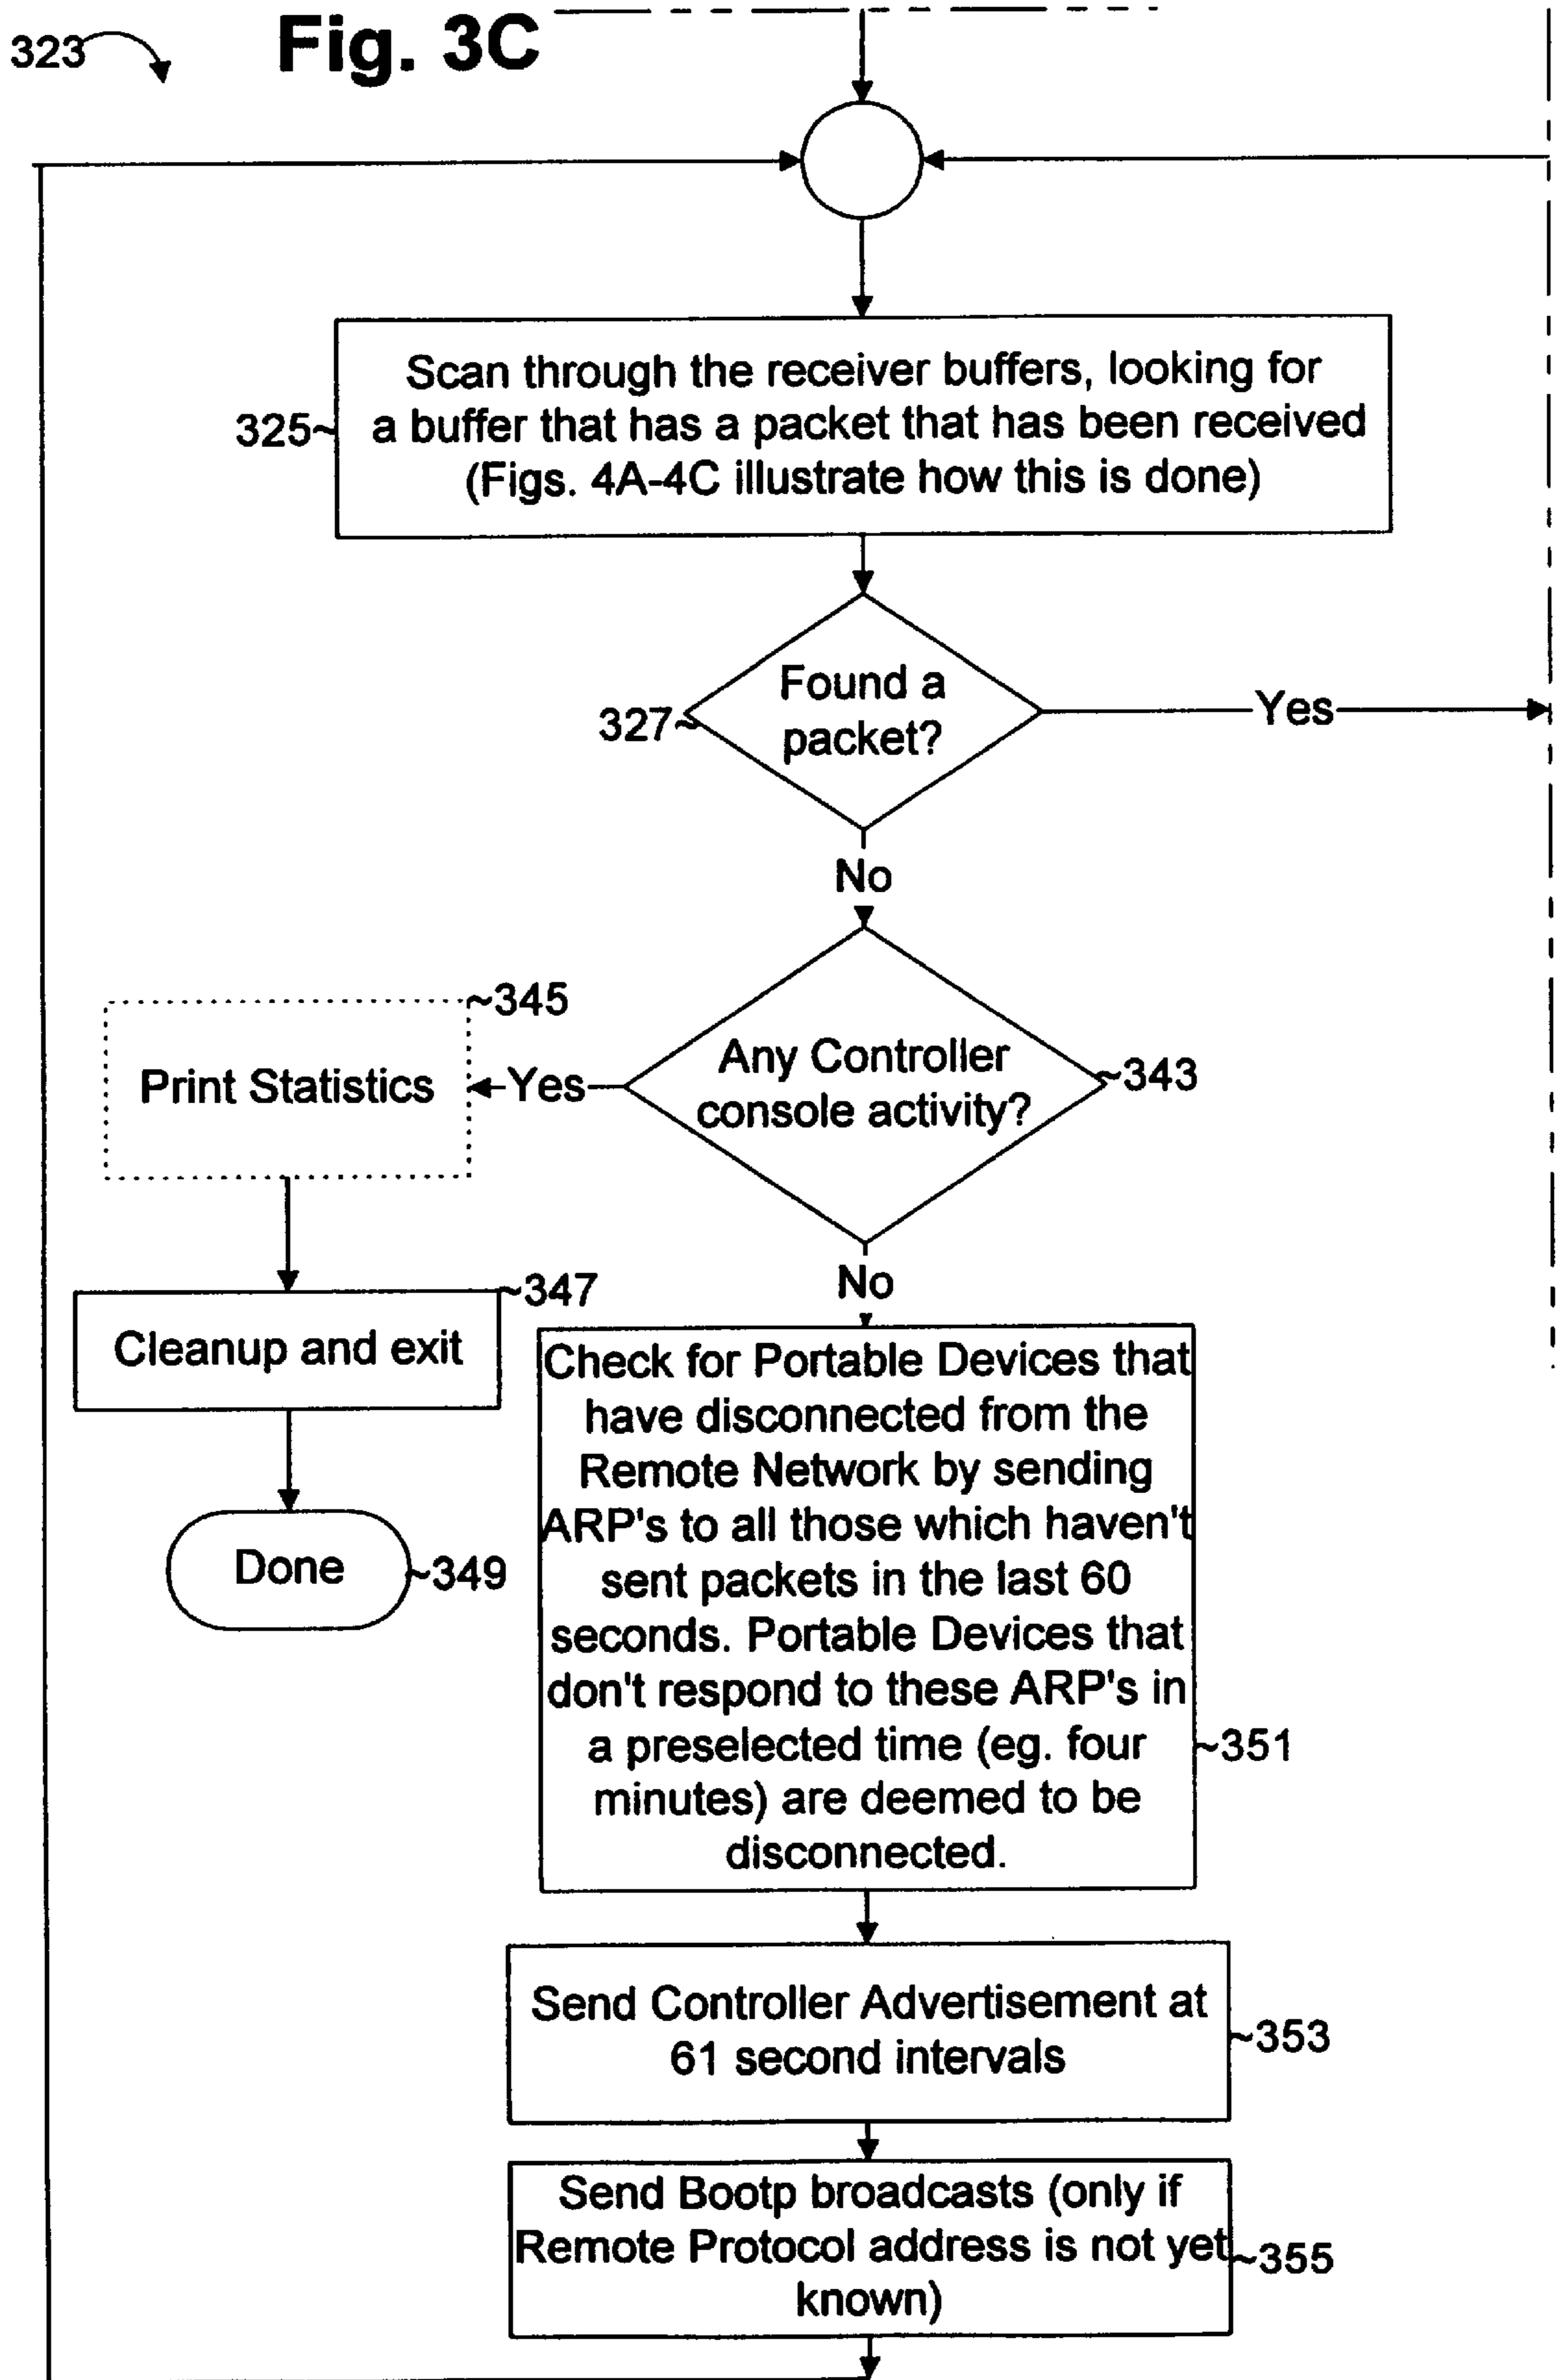 323
Fig. 3C
325~
Scan through the receiver buffers, looking for
a buffer that has a packet that has been received
(Figs. 4A-4C illustrate how this is done)
327~
Found a
packet?
Yes
No
~345
Print Statistics
Yes
Any Controller
console activity?
~343
No
~347
Cleanup and exit
Done
~349
Check for Portable Devices that
have disconnected from the
Remote Network by sending
ARP's to all those which haven't
sent packets in the last 60
seconds. Portable Devices that
don't respond to these ARP's in
a preselected time (eg. four
minutes) are deemed to be
disconnected.
~351
Send Controller Advertisement at
61 second intervals
~353
Send Bootp broadcasts (only if
Remote Protocol address is not yet
known)
~355